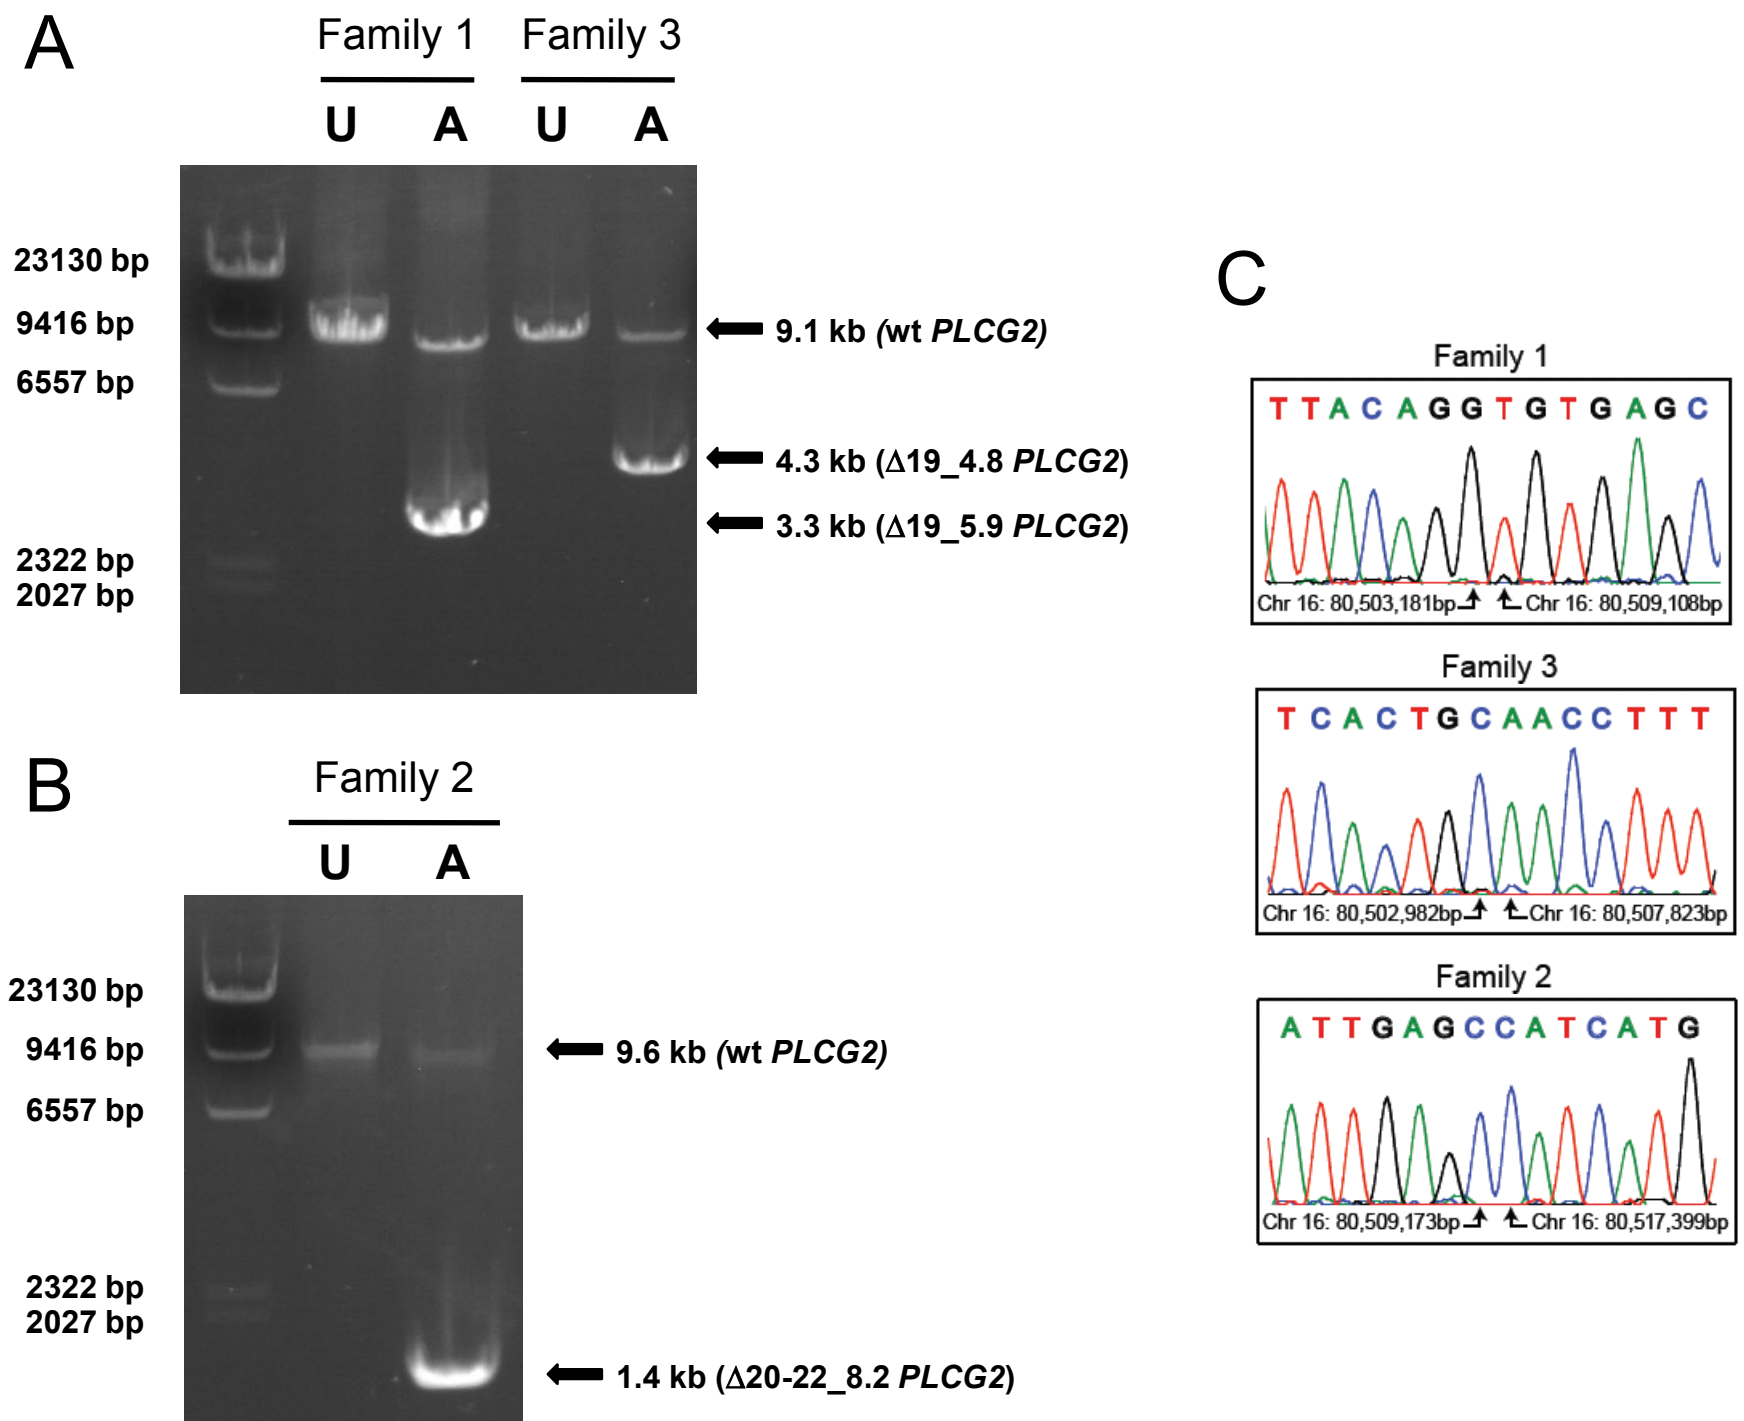 A
Family 1 Family 3
U A U A
23130 bp
9416 bp
6557 bp
2322 bp
2027 bp
9.1 kb (wt PLCG2)
4.3 kb (Δ19_4.8 PLCG2)
3.3 kb (Δ19_5.9 PLCG2)
B
Family 2
U A
23130 bp
9416 bp
6557 bp
2322 bp
2027 bp
9.6 kb (wt PLCG2)
1.4 kb (Δ20-22_8.2 PLCG2)
C
Family 1
T T A C A G G T G T G A G C
Chr 16: 80,503,181bp Chr 16: 80,509,108bp
Family 3
T C A C T G C A A C C T T T
Chr 16: 80,502,982bp Chr 16: 80,507,823bp
Family 2
A T T G A G C C A T C A T G
Chr 16: 80,509,173bp Chr 16: 80,517,399bp